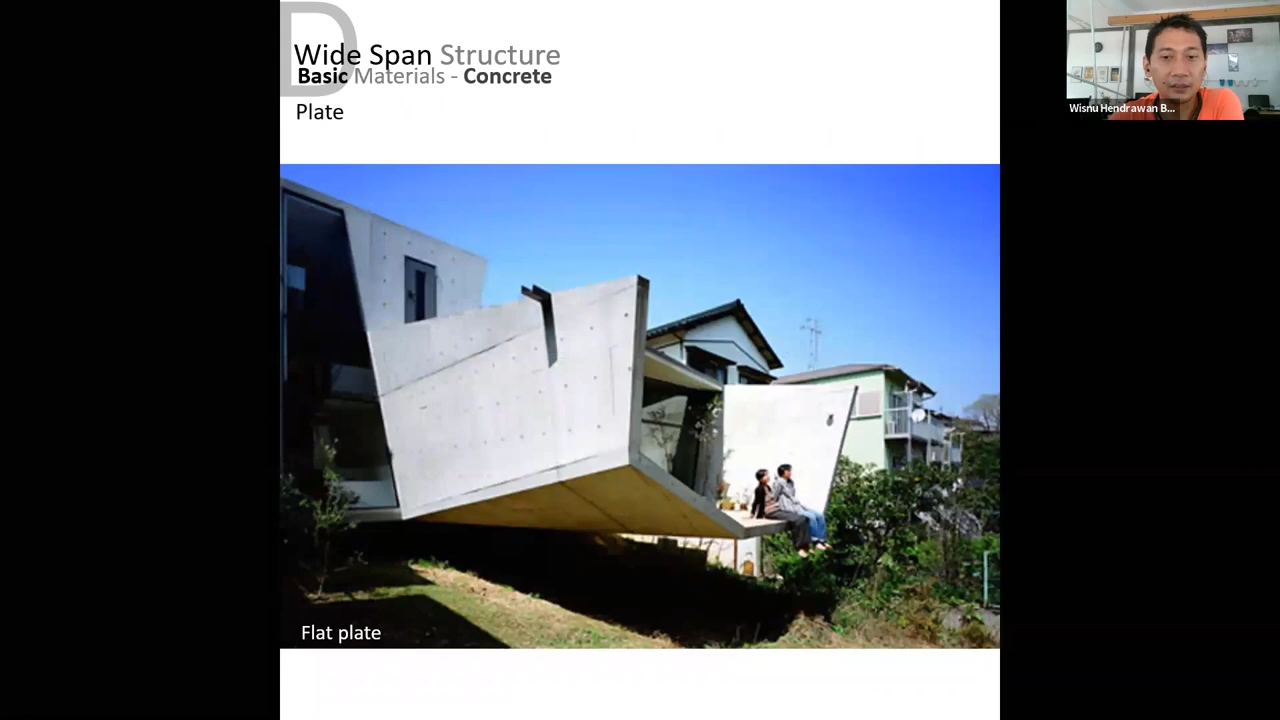 D
Wide Span Structure
Basic Materials - Concrete
Plate
Wisnu Hendrawan B...
Flat plate